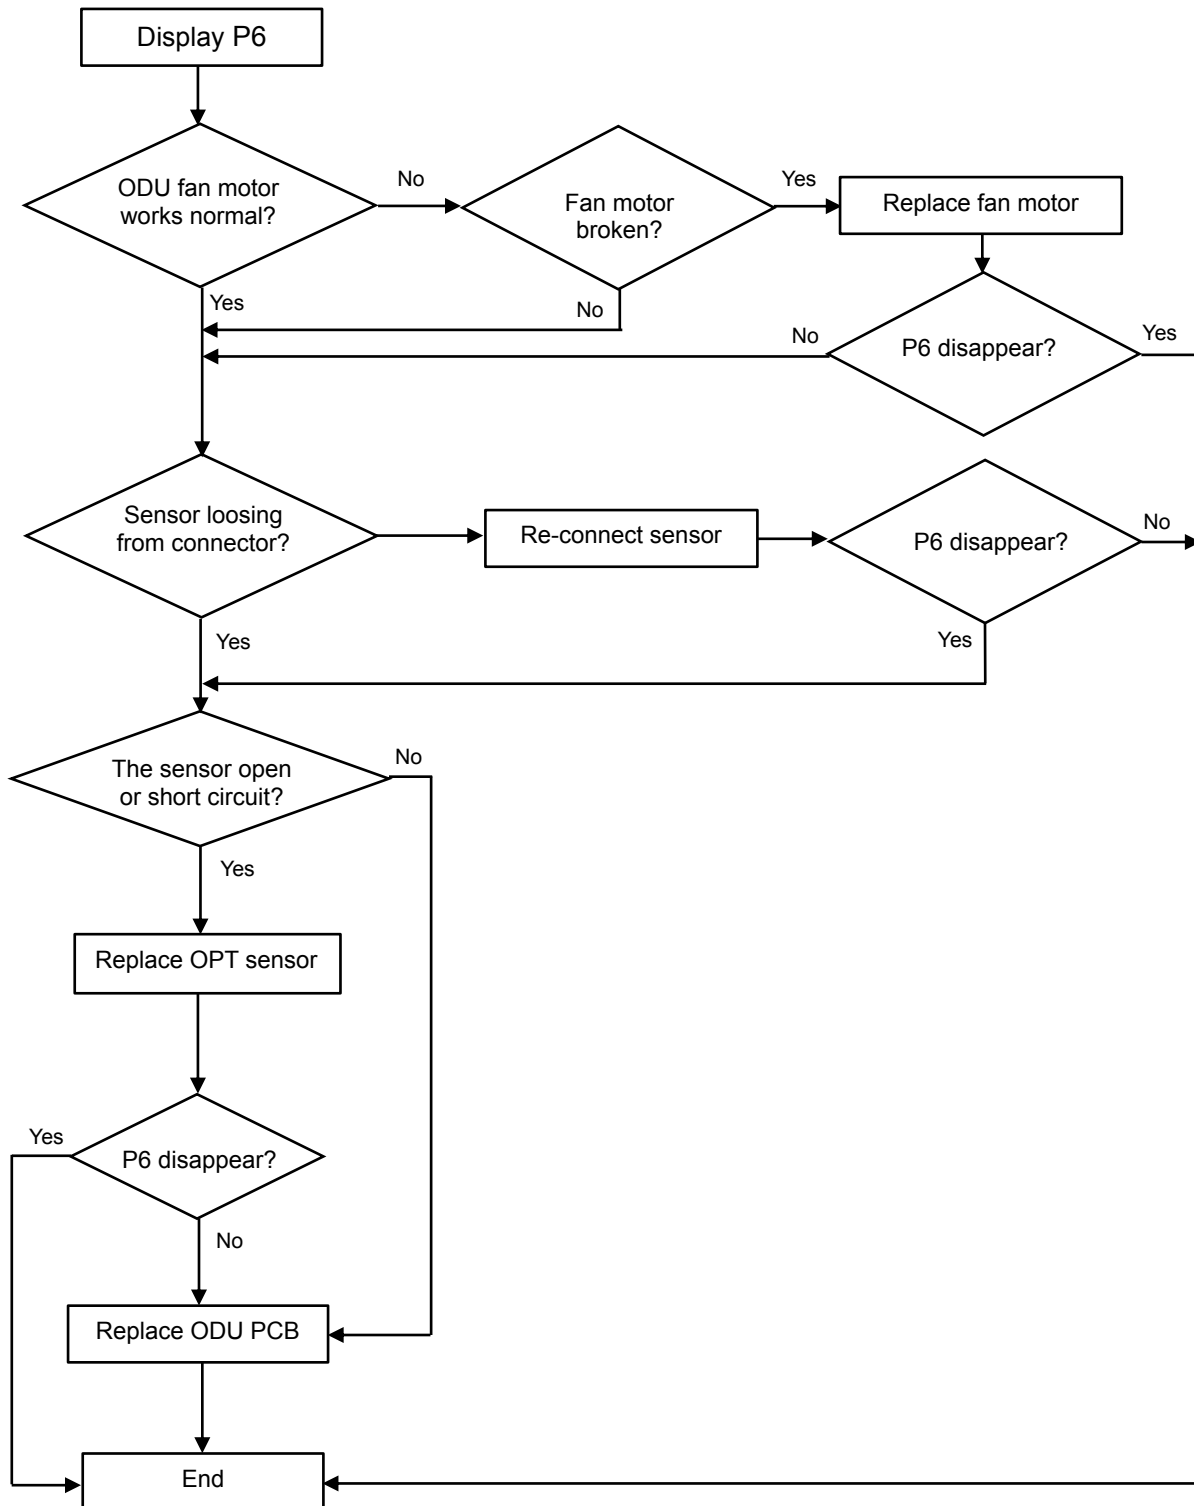 Display P6
ODU fan motor
works normal?
No
Fan motor
broken?
Yes
Replace fan motor
Yes
No
No
P6 disappear?
Yes
Sensor loosing
from connector?
Re-connect sensor
P6 disappear?
No
Yes
Yes
The sensor open
or short circuit?
No
Yes
Replace OPT sensor
Yes
P6 disappear?
No
Replace ODU PCB
End